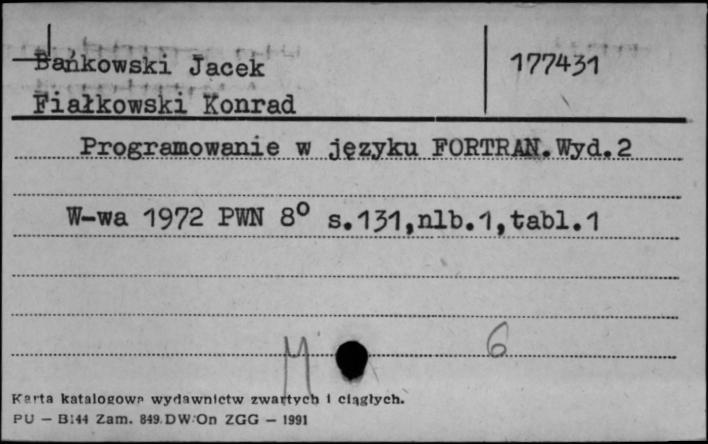 Bańkowski Jacek 177431
Fiałkowski Konrad
Programowanie w języku FORTRAN.Wyd.2
W-wa 1972 PWN 8° s.131,nlb.1,tabl.1
M 6
Karta katalogowa wydawnictw zwartych i ciągłych.
PU — B144 Zam. 849 DW/On ZGG — 1991